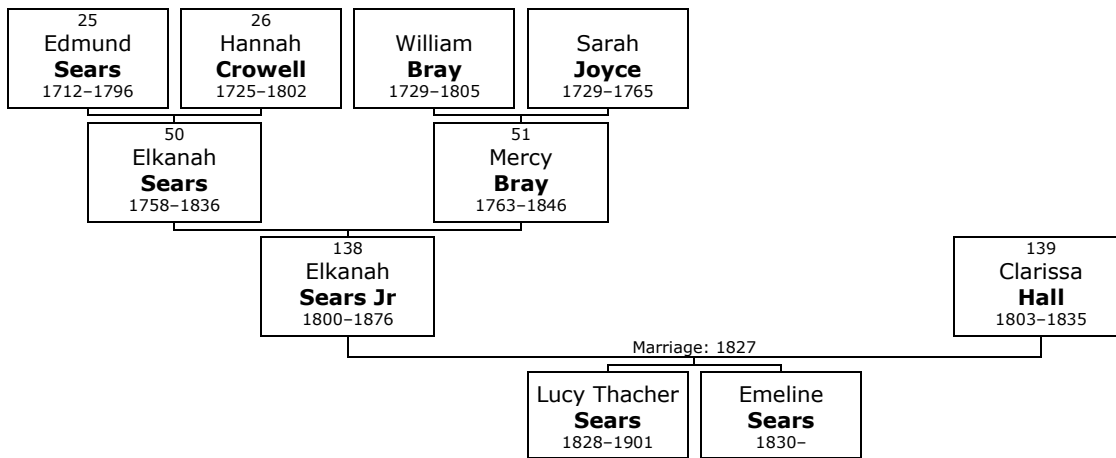 25
Edmund
Sears
1712–1796
26
Hannah
Crowell
1725–1802
William
Bray
1729–1805
Sarah
Joyce
1729–1765
50
Elkanah
Sears
1758–1836
51
Mercy
Bray
1763–1846
138
Elkanah
Sears Jr
1800–1876
139
Clarissa
Hall
1803–1835
Marriage: 1827
Lucy Thacher
Sears
1828–1901
Emeline
Sears
1830–